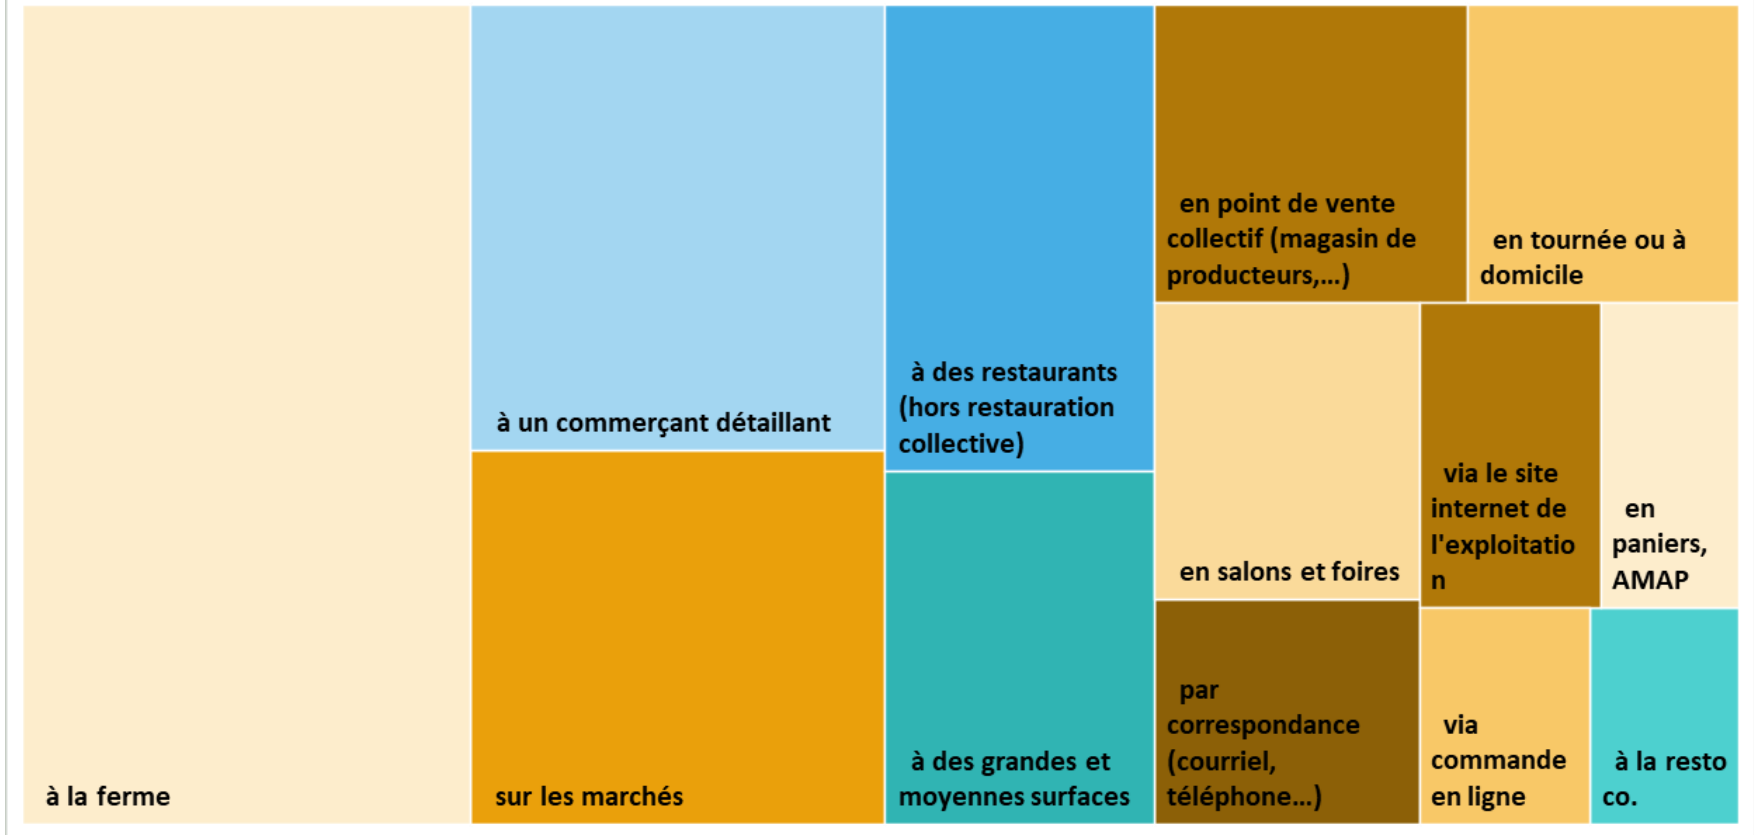 à la ferme
à un commerçant détaillant
sur les marchés
à des restaurants
(hors restauration
collective)
à des grandes et
moyennes surfaces
en point de vente
collectif (magasin de
producteurs,...)
en tournée ou à
domicile
en salons et foires
via le site
internet de
l'exploitatio
n
en
paniers,
AMAP
par
correspondance
(courriel,
téléphone...)
via
commande
en ligne
à la resto
co.